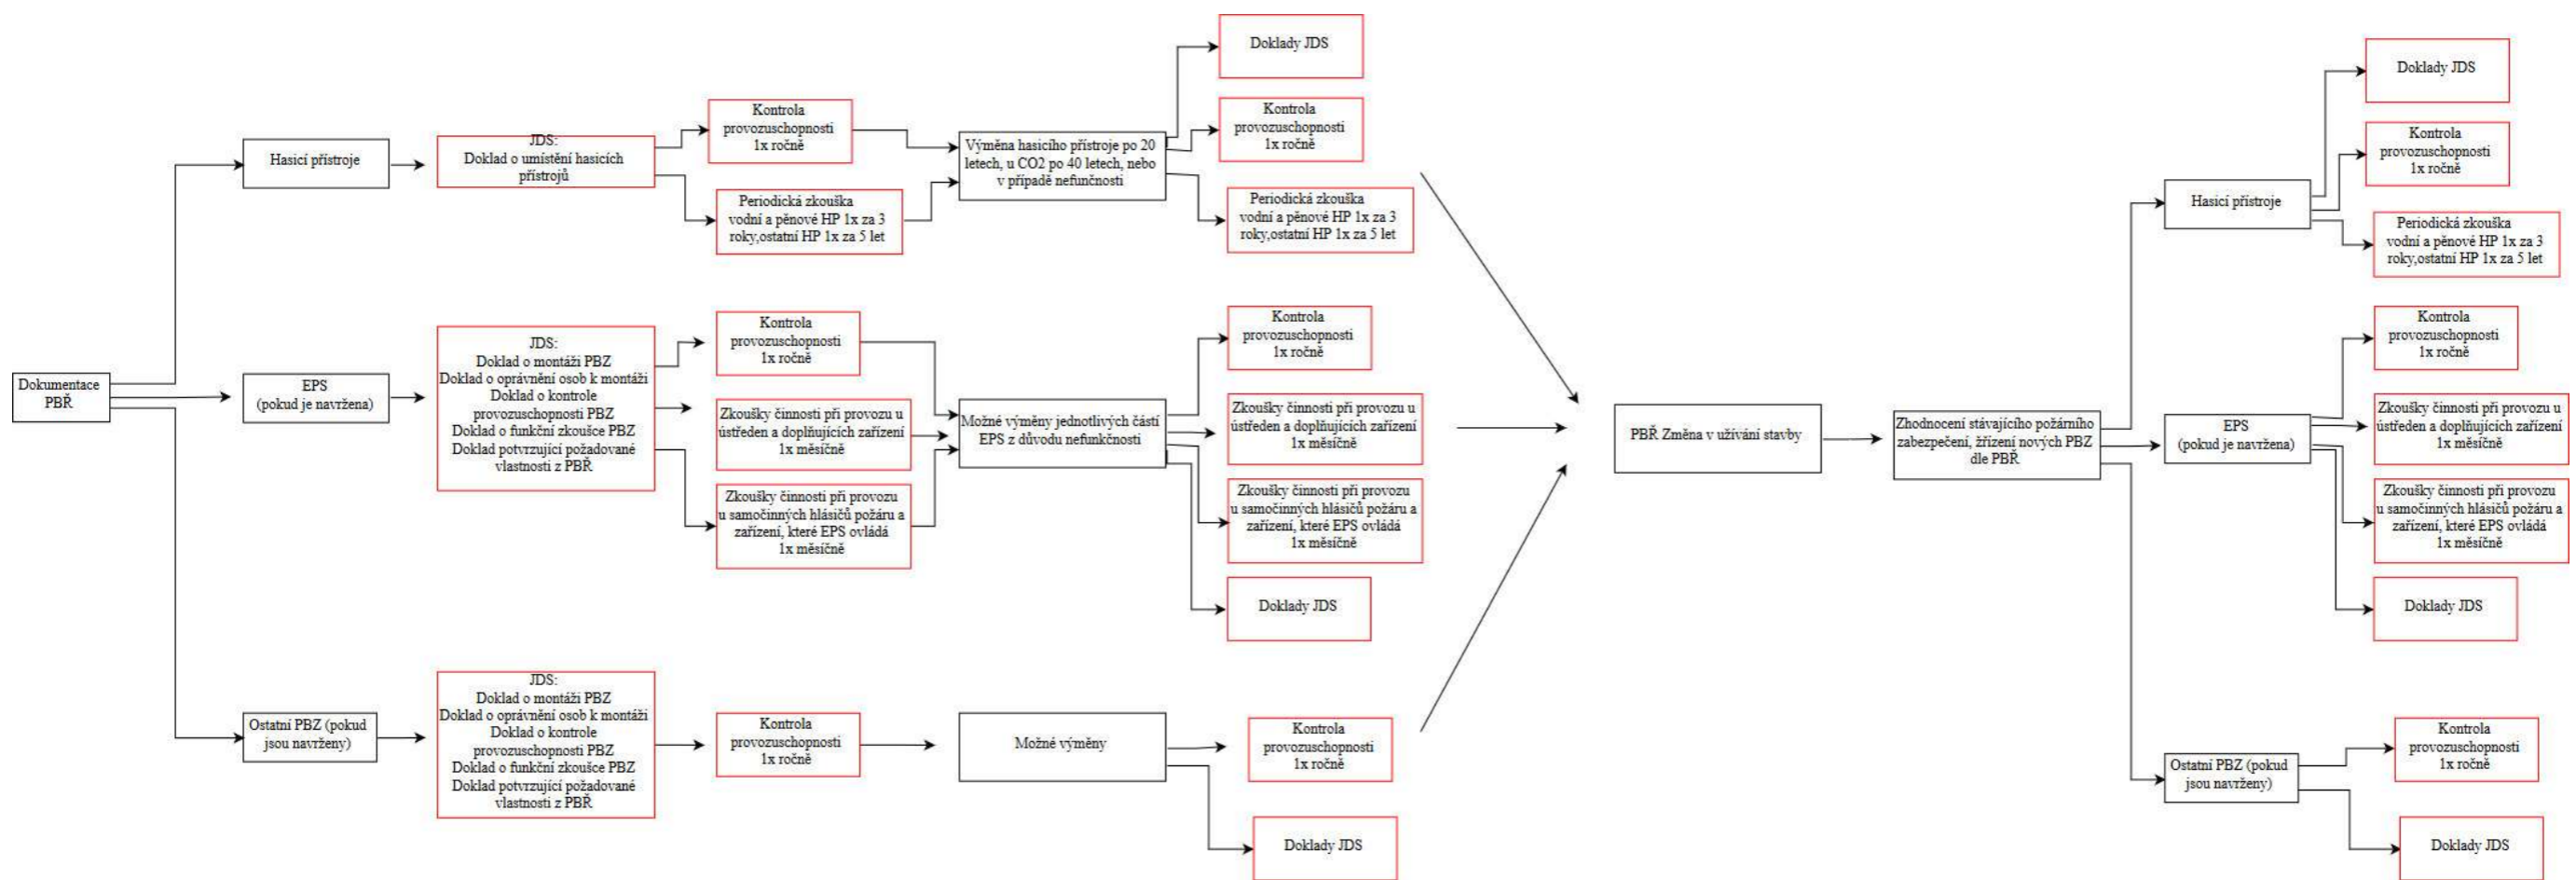 Dokumentace
PBŘ
Hasicí přístroje
JDS:
Doklad o umístění hasicích
přístrojů
Kontrola
provozuschopnosti
1x ročně
Periodická zkouška
vodní a pěnové HP 1x za 3
roky,ostatní HP 1x za 5 let
Výměna hasicího přístroje po 20
letech, u CO2 po 40 letech, nebo
v případě nefunčnosti
Doklady JDS
Kontrola
provozuschopnosti
1x ročně
Periodická zkouška
vodní a pěnové HP 1x za 3
roky,ostatní HP 1x za 5 let
EPS
(pokud je navržena)
JDS:
Doklad o montáži PBZ
Doklad o oprávnění osob k montáži
Doklad o kontrole
provozuschopnosti PBZ
Doklad o funkční zkoušce PBZ
Doklad potvrzující požadované
vlastnosti z PBŘ
Kontrola
provozuschopnosti
1x ročně
Zkoušky činnosti při provozu u
ústředen a doplňujících zařízení
1x měsíčně
Zkoušky činnosti při provozu
u samočinných hlásičů požáru a
zařízení, které EPS ovládá
1x měsíčně
Možné výměny jednotlivých částí
EPS z důvodu nefunkčnosti
Kontrola
provozuschopnosti
1x ročně
Zkoušky činnosti při provozu u
ústředen a doplňujících zařízení
1x měsíčně
Zkoušky činnosti při provozu
u samočinných hlásičů požáru a
zařízení, které EPS ovládá
1x měsíčně
Doklady JDS
Ostatní PBZ (pokud
jsou navrženy)
JDS:
Doklad o montáži PBZ
Doklad o oprávnění osob k montáži
Doklad o kontrole
provozuschopnosti PBZ
Doklad o funkční zkoušce PBZ
Doklad potvrzující požadované
vlastnosti z PBŘ
Kontrola
provozuschopnosti
1x ročně
Možné výměny
Kontrola
provozuschopnosti
1x ročně
Doklady JDS
PBŘ Změna v užívání stavby
Zhodnocení stávajícího požárního
zabezpečení, žřízení nových PBZ
dle PBŘ
Hasicí přístroje
Doklady JDS
Kontrola
provozuschopnosti
1x ročně
Periodická zkouška
vodní a pěnové HP 1x za 3
roky,ostatní HP 1x za 5 let
EPS
(pokud je navržena)
Kontrola
provozuschopnosti
1x ročně
Zkoušky činnosti při provozu u
ústředen a doplňujících zařízení
1x měsíčně
Zkoušky činnosti při provozu
u samočinných hlásičů požáru a
zařízení, které EPS ovládá
1x měsíčně
Doklady JDS
Ostatní PBZ (pokud
jsou navrženy)
Kontrola
provozuschopnosti
1x ročně
Doklady JDS